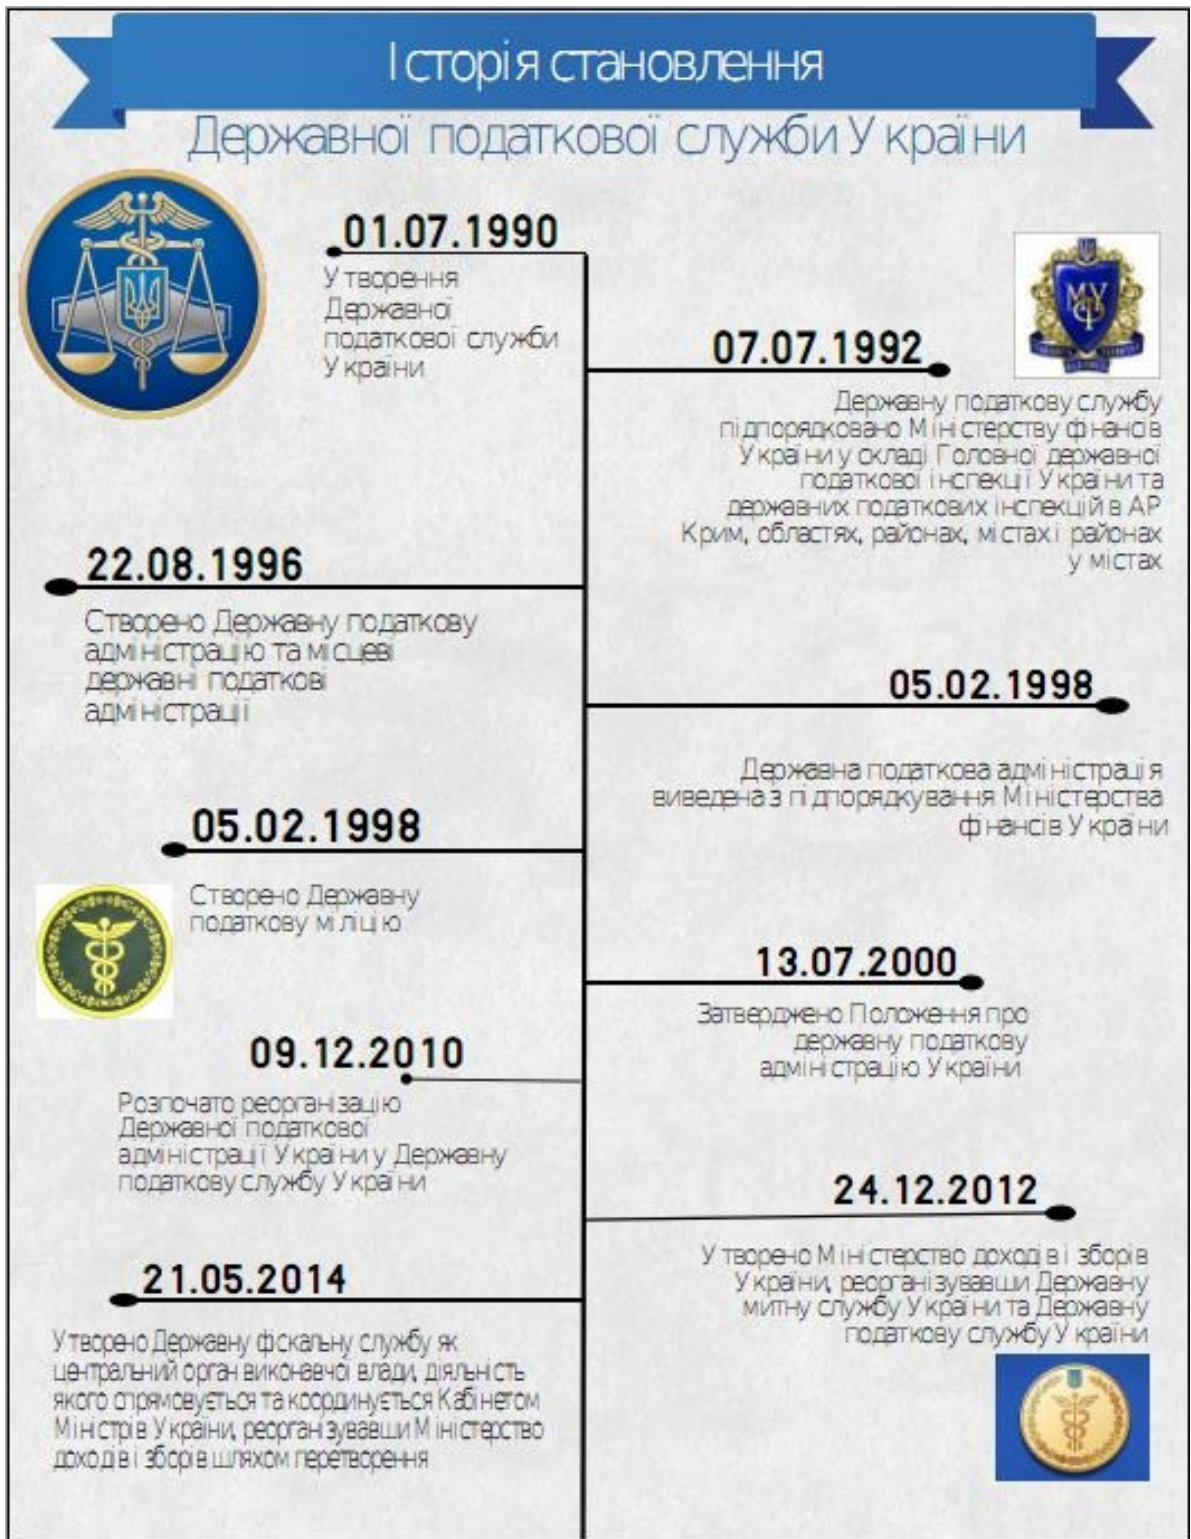 Історія становлення
Державної податкової служби України
01.07.1990
Утворення
Державної
податкової служби
України
07.07.1992
Державну податкову службу
підпорядковано Міністерству фінансів
України у складі Головної державної
податкової інспекції України та
державних податкових інспекцій в АР
Крим, областях, районах, містах і районах
у містах
22.08.1996
Створено Державну податкову
адміністрацію та місцеві
державні податкові
адміністрації
05.02.1998
Державна податкова адміністрація
виведена з підпорядкування Міністерства
фінансів України
05.02.1998
Створено Державну
податкову міліцію
13.07.2000
Затверджено Положення про
державну податкову
адміністрацію України
09.12.2010
Розпочато реорганізацію
Державної податкової
адміністрації України у Державну
податкову службу України
24.12.2012
Утворено Міністерство доходів і зборів
України, реорганізувавши Державну
митну службу України та Державну
податкову службу України
21.05.2014
Утворено Державну фіскальну службу як
центральний орган виконавчої влади, діяльність
якого спрямовується та координується Кабінетом
Міністрів України, реорганізувавши Міністерство
доходів і зборів шляхом перетворення